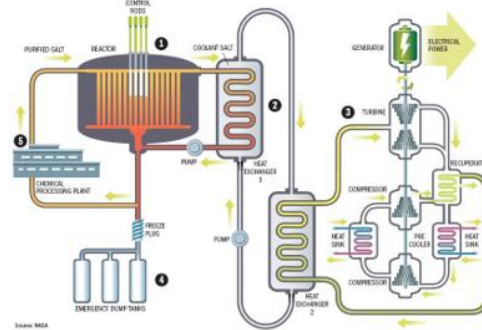 CONTROL
RODS
REACTOR
1
PURIFIED SALT
COOLANT SALT
2
5
CHEMICAL
PROCESSING PLANT
PUMP
HEAT
EXCHANGER
1
FREEZE
PLUG
4
EMERGENCY DUMP TANKS
PUMP
HEAT
EXCHANGER
2
GENERATOR
ELECTRICAL
POWER
3
TURBINE
RECUPERAT
COMPRESSOR
HEAT
SINK
PRE
COOLER
HEAT
SINK
COMPRESSOR
Source: NASA